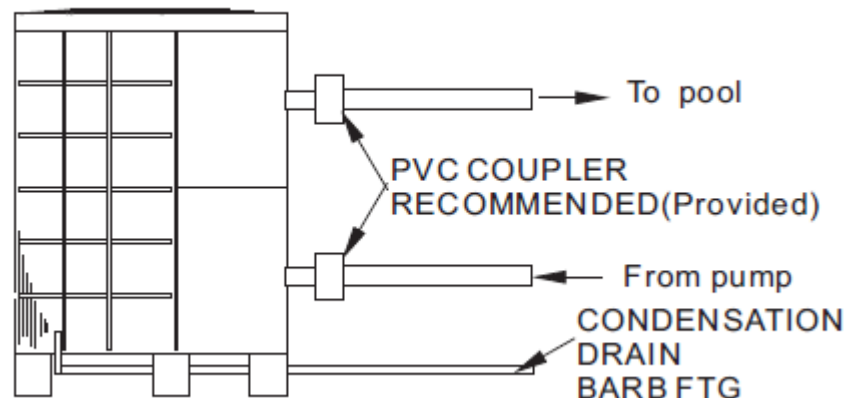 To pool
PVC COUPLER
RECOMMENDED(Provided)
From pump
CONDENSATION
DRAIN
BARB FTG